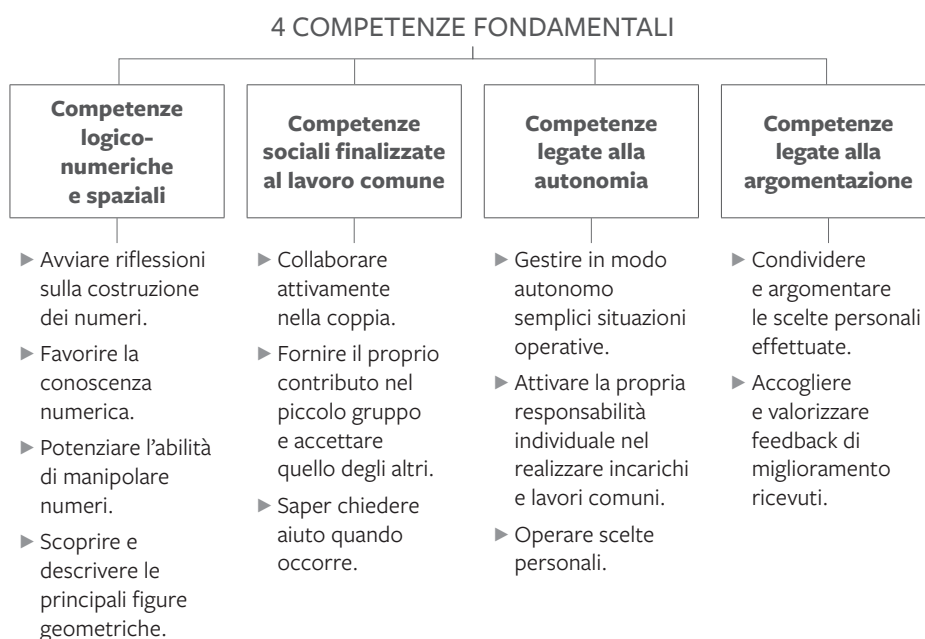 4 COMPETENZE FONDAMENTALI
Competenze
logico-
numeriche
e spaziali
► Avviare riflessioni
sulla costruzione
dei numeri.
► Favorire la
conoscenza
numerica.
► Potenziare l’abilità
di manipolare
numeri.
► Scoprire e
descrivere le
principali figure
geometriche.
Competenze
sociali finalizzate
al lavoro comune
► Collaborare
attivamente
nella coppia.
► Fornire il proprio
contributo nel
piccolo gruppo
e accettare
quello degli altri.
► Saper chiedere
aiuto quando
occorre.
Competenze
legate alla
autonomia
► Gestire in modo
autonomo
semplici situazioni
operative.
► Attivare la propria
responsabilità
individuale nel
realizzare incarichi
e lavori comuni.
► Operare scelte
personali.
Competenze
legate alla
argomentazione
► Condividere
e argomentare
le scelte personali
effettuate.
► Accogliere
e valorizzare
feedback di
miglioramento
ricevuti.